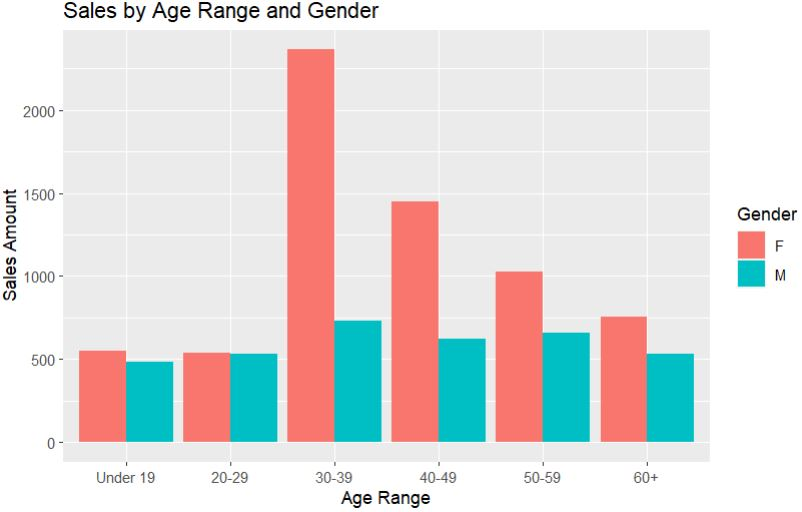 Sales by Age Range and Gender
Sales Amount
2000
1500
1000
500
0
Under 19 20-29 30-39 40-49 50-59 60+
Age Range
Gender
F
M